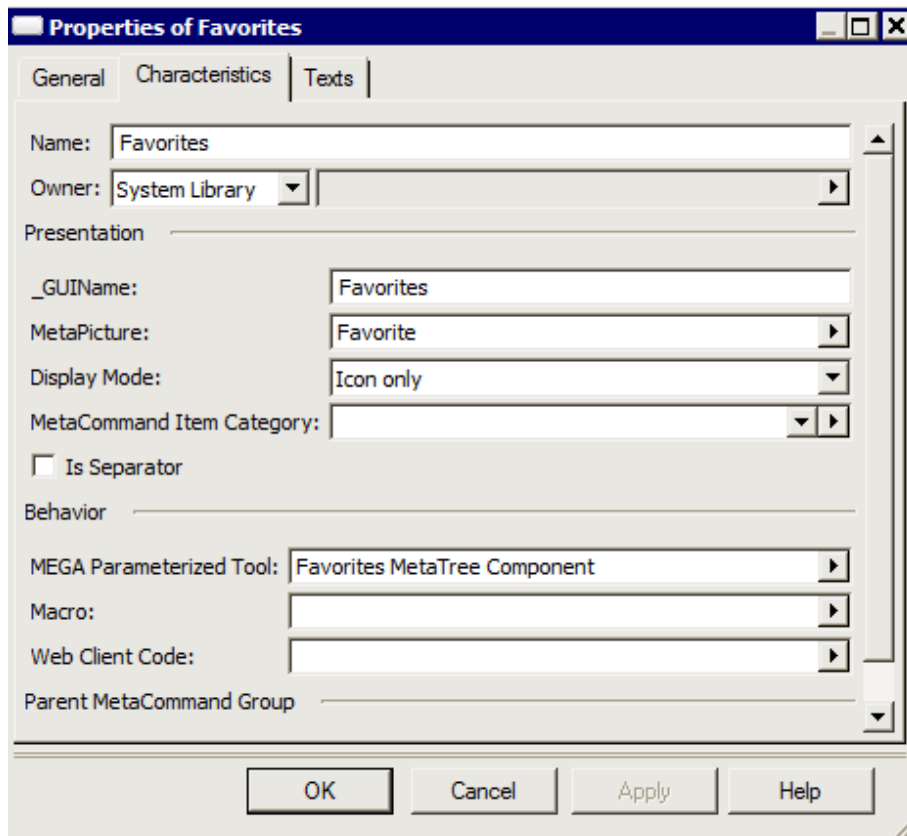 Properties of Favorites
General Characteristics Texts
Name: Favorites
Owner: System Library
Presentation
_GUIName: Favorites
MetaPicture: Favorite
Display Mode: Icon only
MetaCommand Item Category:
Is Separator
Behavior
MEGA Parameterized Tool: Favorites MetaTree Component
Macro:
Web Client Code:
Parent MetaCommand Group
OK Cancel Apply Help